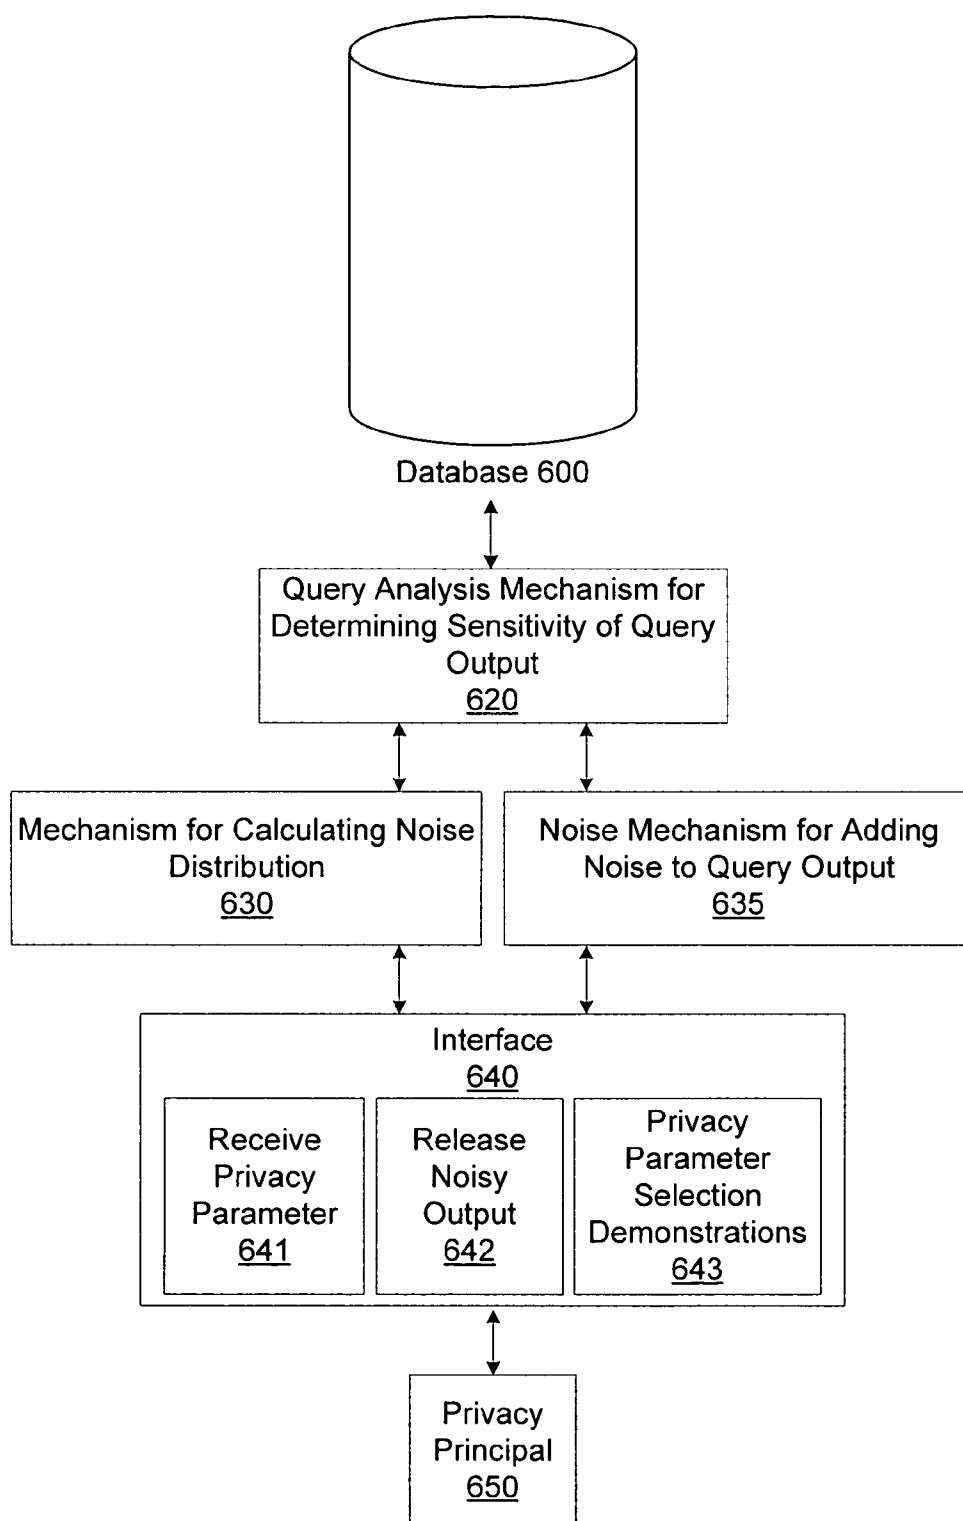 Database 600
Query Analysis Mechanism for
Determining Sensitivity of Query
Output
620
Mechanism for Calculating Noise
Distribution
630
Noise Mechanism for Adding
Noise to Query Output
635
Interface
640
Receive
Privacy
Parameter
641
Release
Noisy
Output
642
Privacy
Parameter
Selection
Demonstrations
643
Privacy
Principal
650